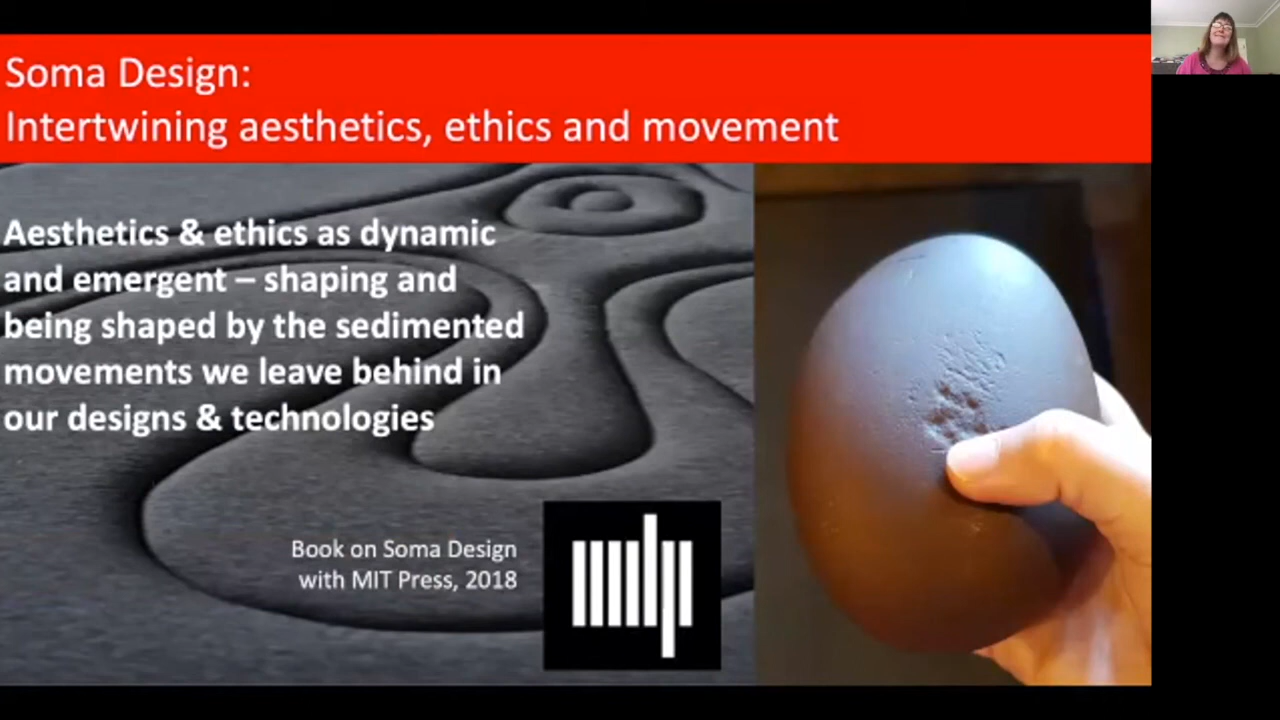 Soma Design:
Intertwining aesthetics, ethics and movement
Aesthetics & ethics as dynamic
and emergent – shaping and
being shaped by the sedimented
movements we leave behind in
our designs & technologies
Book on Soma Design
with MIT Press, 2018